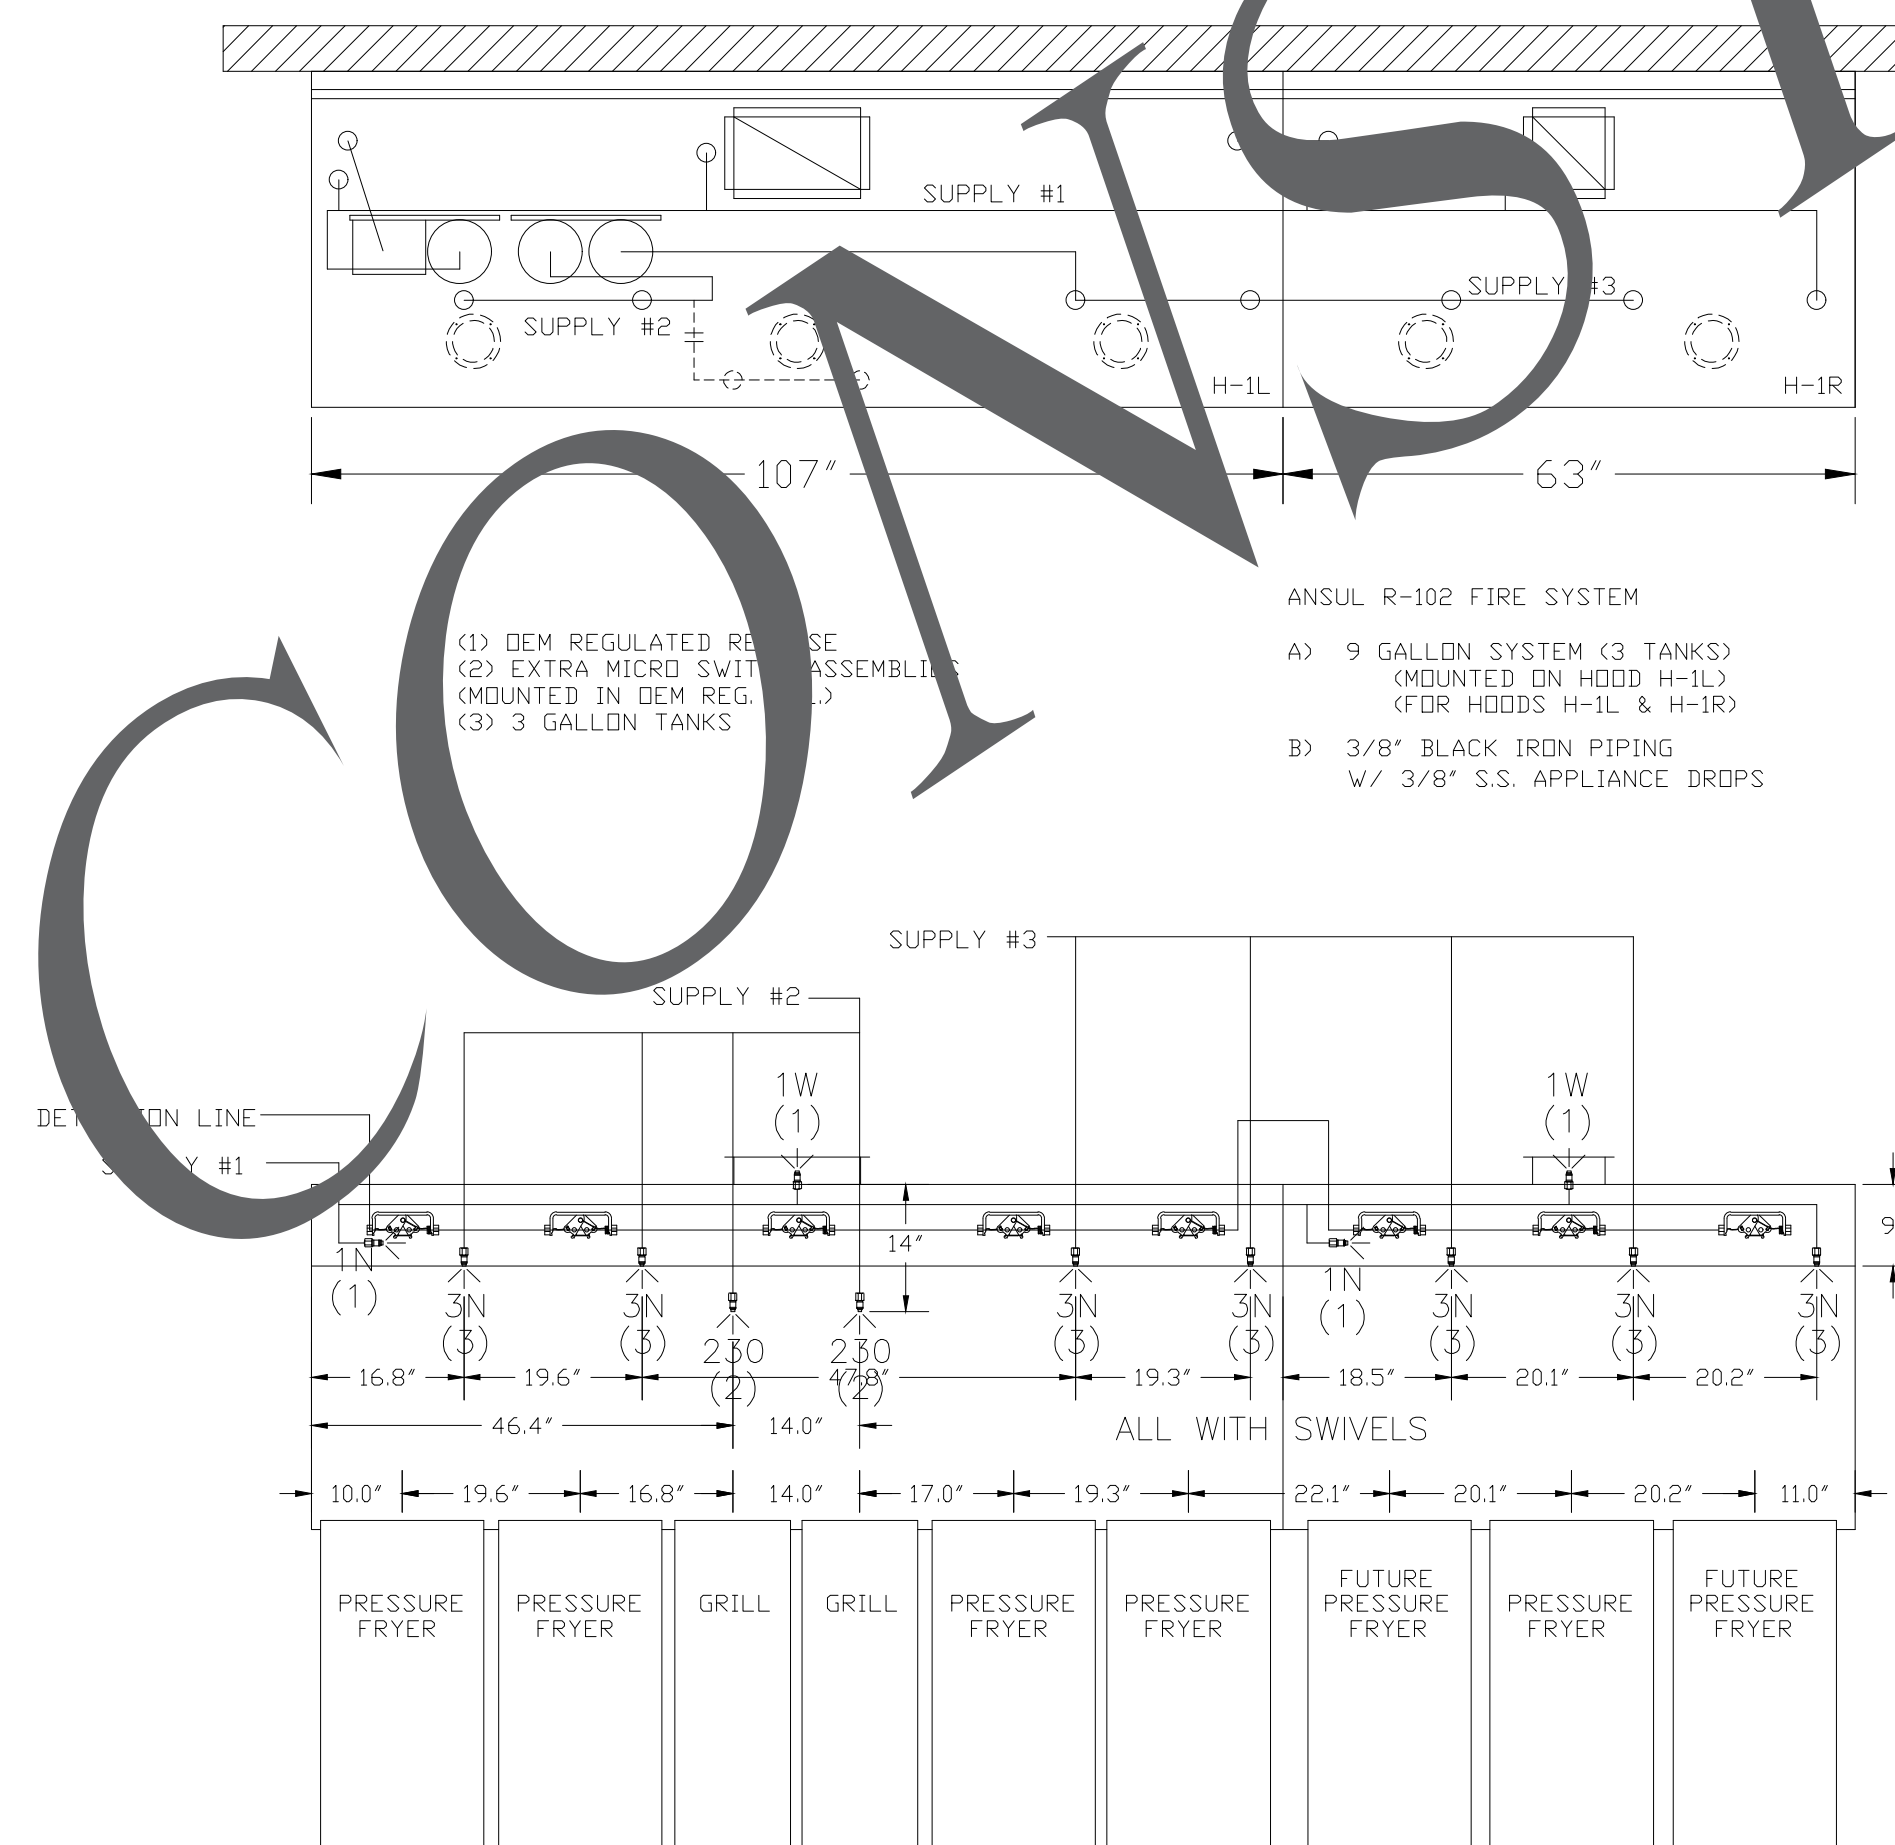 SUPPLY #1
SUPPLY #3
SUPPLY #2
H-1L
H-1R
107″
63″
CONS
(1) OEM REGULATED
(2) EXTRA MICRO ASSEMBLIES
(MOUNTED IN OEM REG.
(3) 3 GALLON TANKS
ANSUL R-102 FIRE SYSTEM
A) 9 GALLON SYSTEM (3 TANKS)
(MOUNTED ON HOOD H-1L)
(FOR HOODS H-1L & H-1R)
B) 3/8″ BLACK IRON PIPING
W/ 3/8″ S.S. APPLIANCE DROPS
SUPPLY #3
SUPPLY #2
1W
(1)
1W
(1)
LINE
#1
14″
9
1N
(1)
3N
(3)
3N
(3)
230
(2)
230
(2)
3N
(3)
3N
(3)
1N
(1)
3N
(3)
3N
(3)
3N
(3)
16.8″ 19.6″ 47.8″ 19.3″ 18.5″ 20.1″ 20.2″
46.4″ 14.0″
ALL WITH SWIVELS
10.0″ 19.6″ 16.8″ 14.0″ 17.0″ 19.3″ 22.1″ 20.1″ 20.2″ 11.0″
PRESSURE
FRYER
PRESSURE
FRYER
GRILL
GRILL
PRESSURE
FRYER
PRESSURE
FRYER
FUTURE
PRESSURE
FRYER
PRESSURE
FRYER
FUTURE
PRESSURE
FRYER